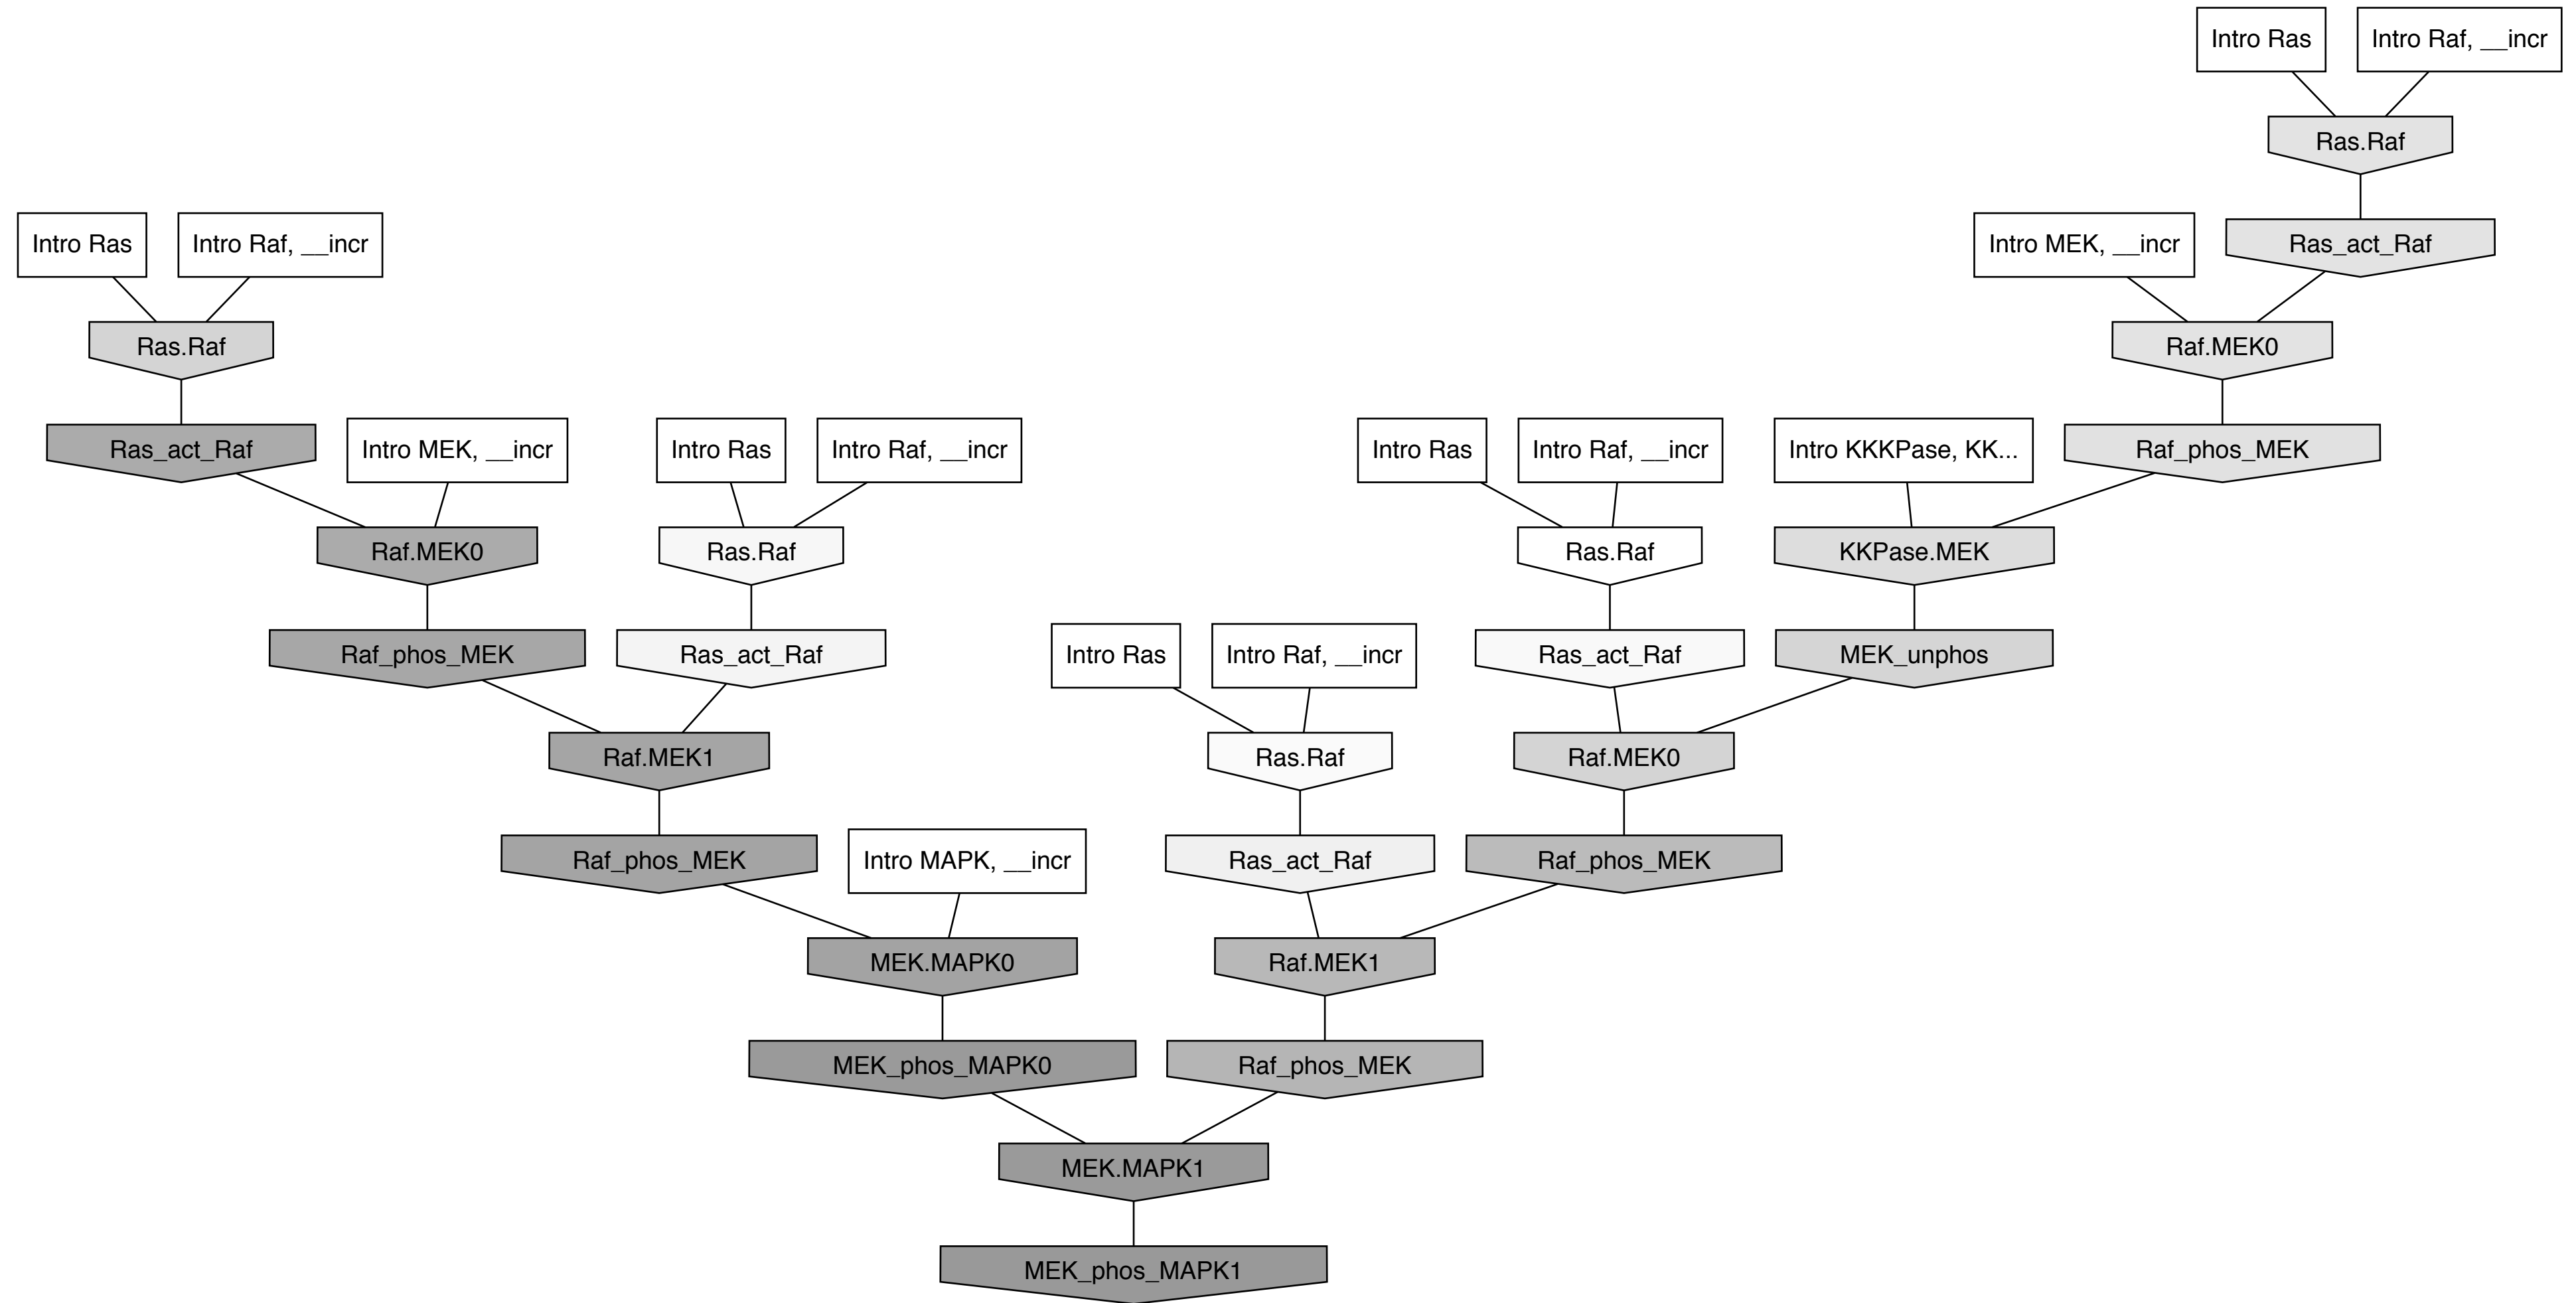 Intro Ras
Intro Raf, __incr
Ras.Raf
Intro Ras
Intro Raf, __incr
Intro MEK, __incr
Ras_act_Raf
Ras.Raf
Raf.MEK0
Ras_act_Raf
Intro MEK, __incr
Intro Ras
Intro Raf, __incr
Intro Ras
Intro Raf, __incr
Intro KKKPase, KK...
Raf_phos_MEK
Raf.MEK0
Ras.Raf
Ras.Raf
KKPase.MEK
Raf_phos_MEK
Ras_act_Raf
Intro Ras
Intro Raf, __incr
Ras_act_Raf
MEK_unphos
Raf.MEK1
Ras.Raf
Raf.MEK0
Raf_phos_MEK
Intro MAPK, __incr
Ras_act_Raf
Raf_phos_MEK
MEK.MAPK0
Raf.MEK1
MEK_phos_MAPK0
Raf_phos_MEK
MEK.MAPK1
MEK_phos_MAPK1